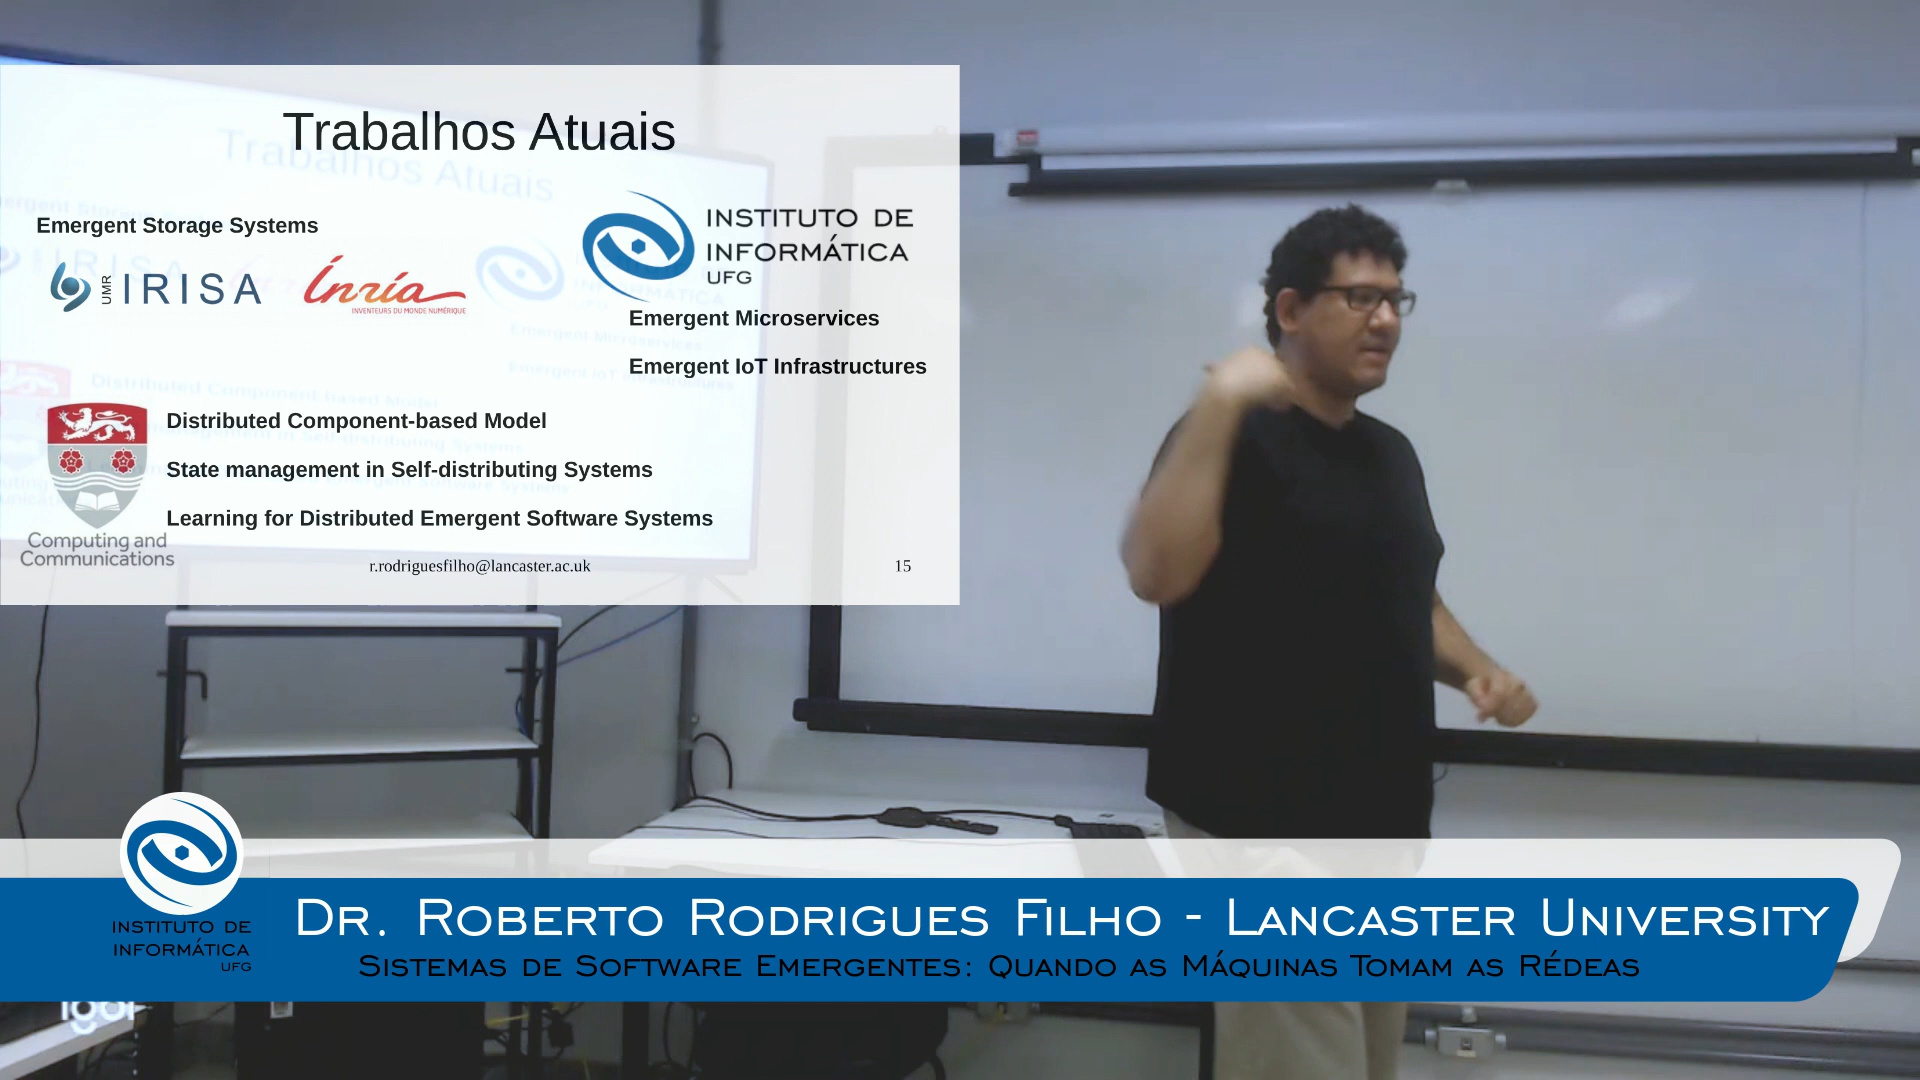 Trabalhos Atuais
Emergent Storage Systems
UMR IRISA
Inria
INVENTEURS DU MONDE NUMÉRIQUE
INSTITUTO DE
INFORMÁTICA
UFG
Emergent Microservices
Emergent IoT Infrastructures
Distributed Component-based Model
State management in Self-distributing Systems
Learning for Distributed Emergent Software Systems
Computing and
Communications
r.rodriguesfilho@lancaster.ac.uk
15
INSTITUTO DE
INFORMÁTICA
UFG
Dr. Roberto Rodrigues Filho - Lancaster University
Sistemas de Software Emergentes: Quando as Máquinas Tomam as Rédeas